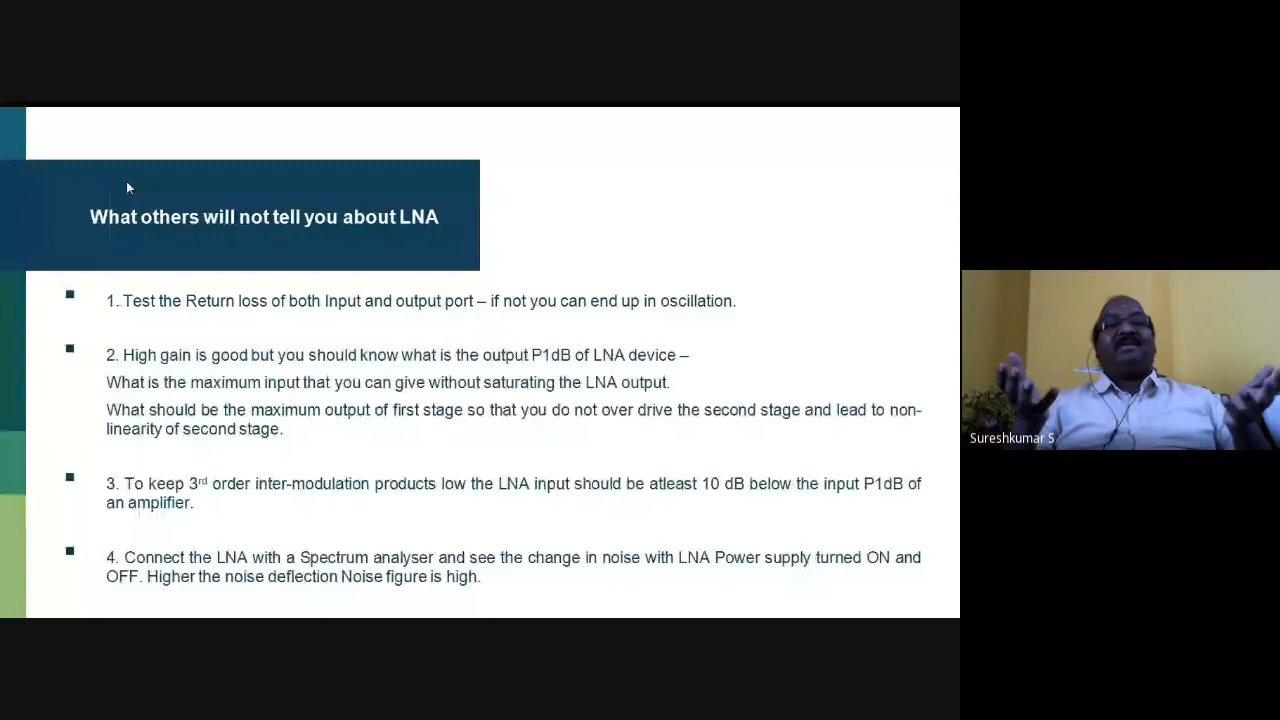 What others will not tell you about LNA
1. Test the Return loss of both Input and output port – if not you can end up in oscillation.
2. High gain is good but you should know what is the output P1dB of LNA device –
What is the maximum input that you can give without saturating the LNA output.
What should be the maximum output of first stage so that you do not over drive the second stage and lead to non-
linearity of second stage.
3. To keep 3rd order inter-modulation products low the LNA input should be atleast 10 dB below the input P1dB of
an amplifier.
4. Connect the LNA with a Spectrum analyser and see the change in noise with LNA Power supply turned ON and
OFF. Higher the noise deflection Noise figure is high.
Sureshkumar S